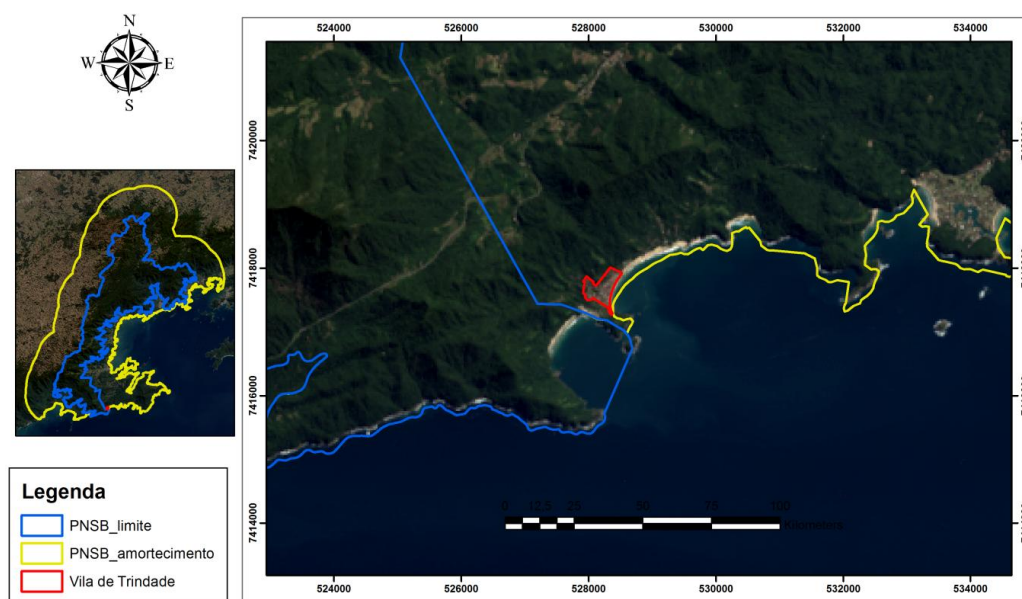 N
W E
S
524000 526000 528000 530000 532000 534000
7420000
7418000
7416000
7414000
0 12,5 25 50 75 100
Kilometers
524000 526000 528000 530000 532000 534000
Legenda
PNSB_limite
PNSB_amortecimento
Vila de Trindade